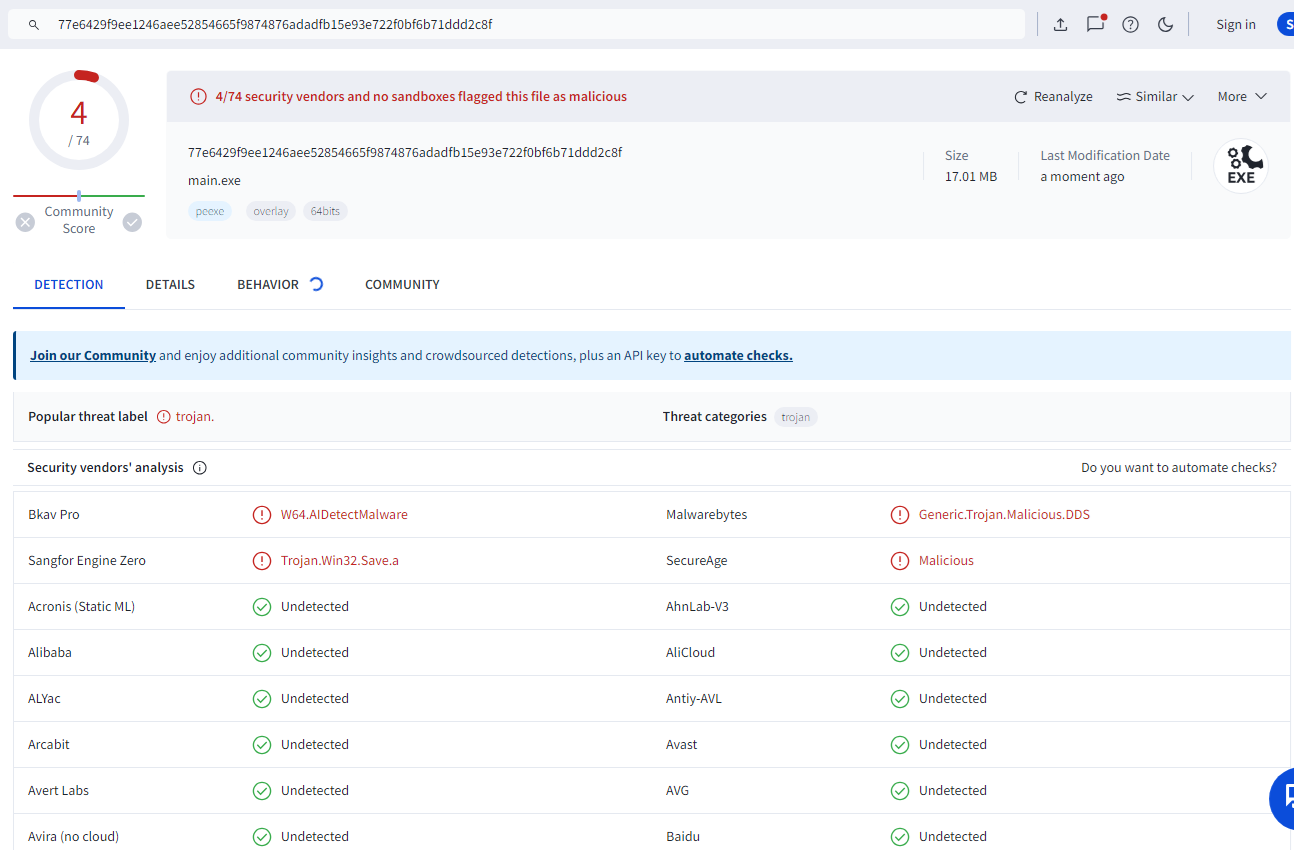 77e6429f9ee1246aee52854665f9874876adadfb15e93e722f0bf6b71ddd2c8f
Sign in
S
4
/ 74
Community
Score
4/74 security vendors and no sandboxes flagged this file as malicious
Reanalyze
Similar
More
77e6429f9ee1246aee52854665f9874876adadfb15e93e722f0bf6b71ddd2c8f
main.exe
peexe
overlay
64bits
Size
17.01 MB
Last Modification Date
a moment ago
EXE
DETECTION
DETAILS
BEHAVIOR
COMMUNITY
Join our Community and enjoy additional community insights and crowdsourced detections, plus an API key to automate checks.
Popular threat label
trojan.
Threat categories
trojan
Security vendors' analysis
Do you want to automate checks?
Bkav Pro
W64.AIDetectMalware
Malwarebytes
Generic.Trojan.Malicious.DDS
Sangfor Engine Zero
Trojan.Win32.Save.a
SecureAge
Malicious
Acronis (Static ML)
Undetected
AhnLab-V3
Undetected
Alibaba
Undetected
AliCloud
Undetected
ALYac
Undetected
Antiy-AVL
Undetected
Arcabit
Undetected
Avast
Undetected
Avert Labs
Undetected
AVG
Undetected
Avira (no cloud)
Undetected
Baidu
Undetected